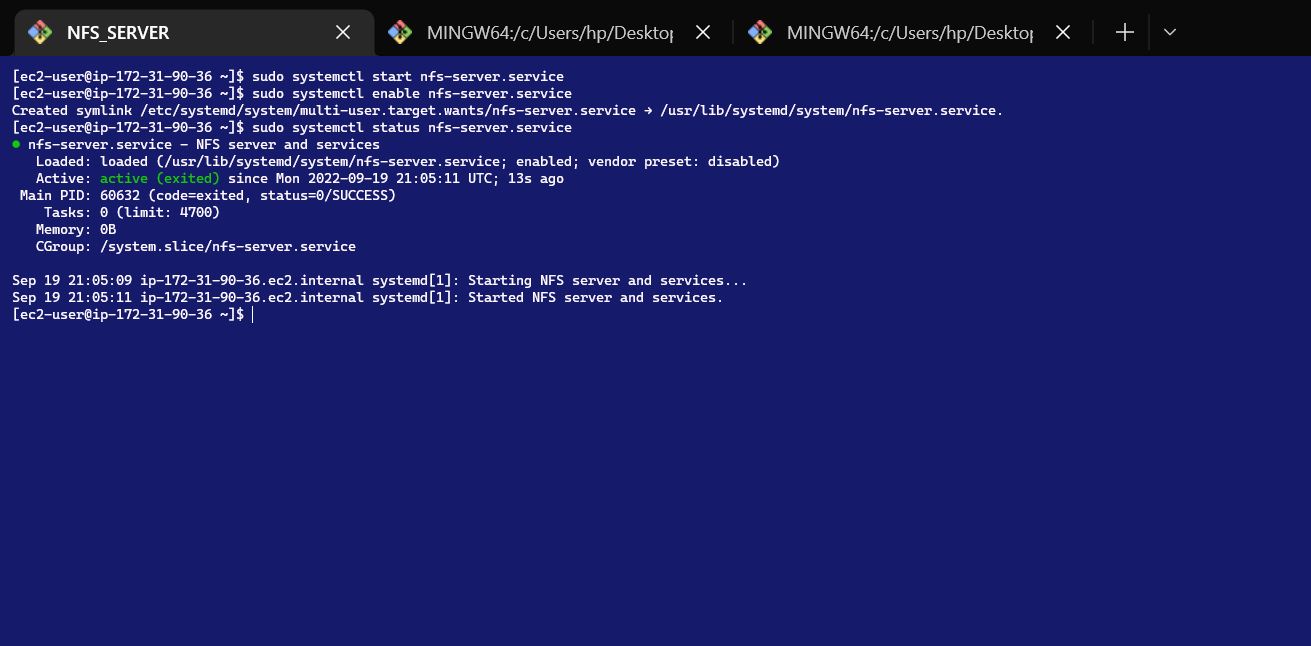 NFS_SERVER
MINGW64:/c/Users/hp/Desktop
MINGW64:/c/Users/hp/Desktop
[ec2-user@ip-172-31-90-36 ~]$ sudo systemctl start nfs-server.service
[ec2-user@ip-172-31-90-36 ~]$ sudo systemctl enable nfs-server.service
Created symlink /etc/systemd/system/multi-user.target.wants/nfs-server.service → /usr/lib/systemd/system/nfs-server.service.
[ec2-user@ip-172-31-90-36 ~]$ sudo systemctl status nfs-server.service
● nfs-server.service - NFS server and services
   Loaded: loaded (/usr/lib/systemd/system/nfs-server.service; enabled; vendor preset: disabled)
   Active: active (exited) since Mon 2022-09-19 21:05:11 UTC; 13s ago
 Main PID: 60632 (code=exited, status=0/SUCCESS)
    Tasks: 0 (limit: 4700)
   Memory: 0B
   CGroup: /system.slice/nfs-server.service

Sep 19 21:05:09 ip-172-31-90-36.ec2.internal systemd[1]: Starting NFS server and services...
Sep 19 21:05:11 ip-172-31-90-36.ec2.internal systemd[1]: Started NFS server and services.
[ec2-user@ip-172-31-90-36 ~]$